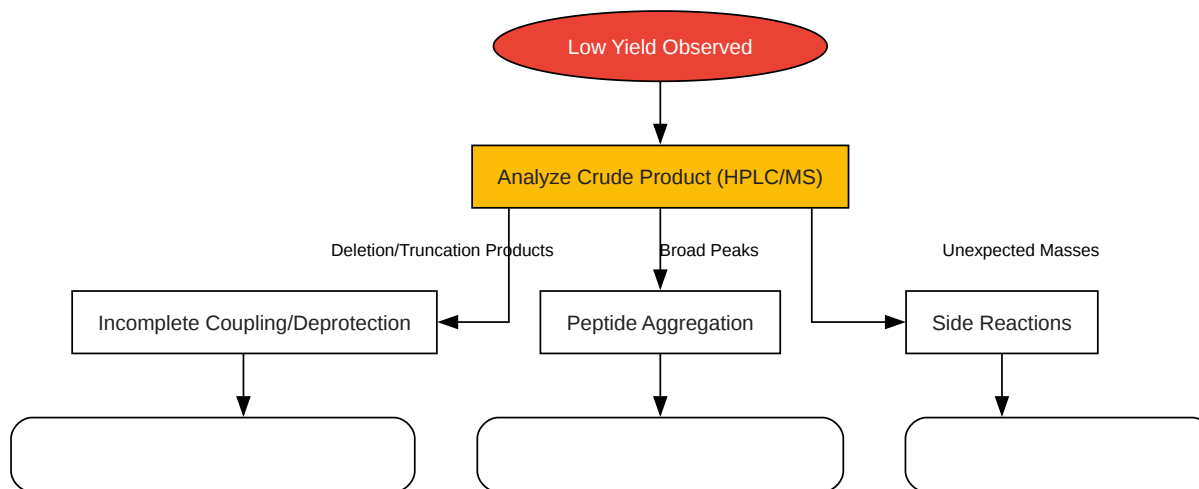 Low Yield Observed
Analyze Crude Product (HPLC/MS)
Deletion/Truncation Products
Broad Peaks
Unexpected Masses
Incomplete Coupling/Deprotection
Peptide Aggregation
Side Reactions